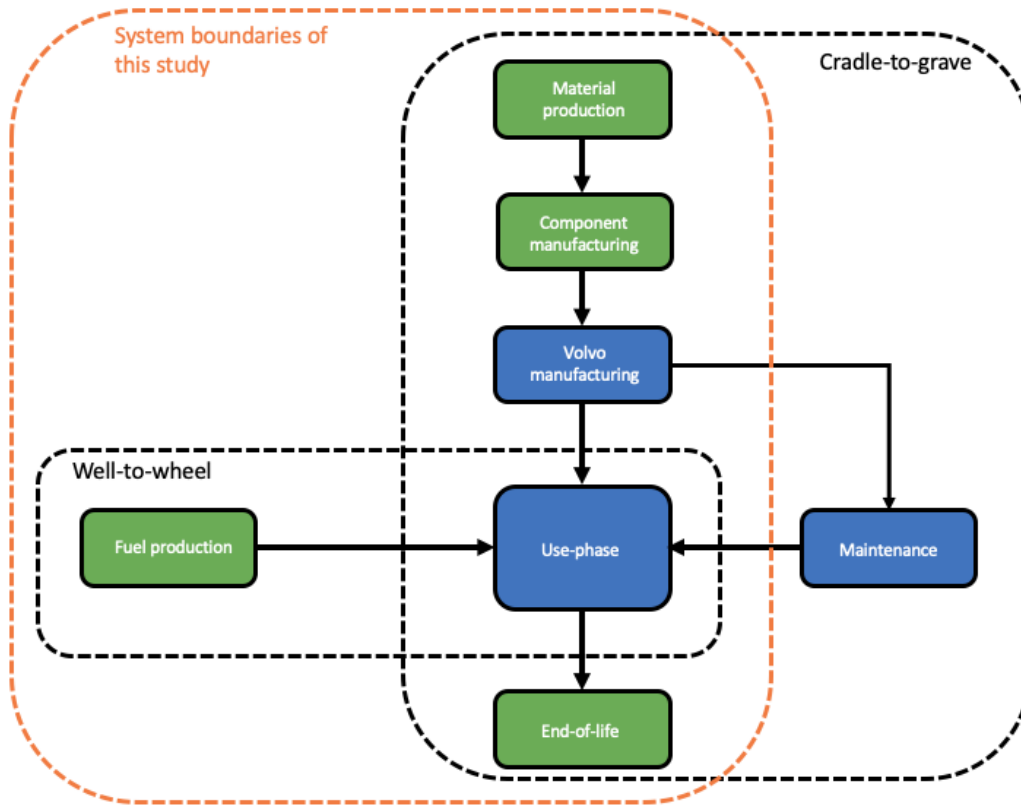 System boundaries of
this study
Cradle-to-grave
Material
production
Component
manufacturing
Volvo
manufacturing
Well-to-wheel
Fuel production
Use-phase
Maintenance
End-of-life